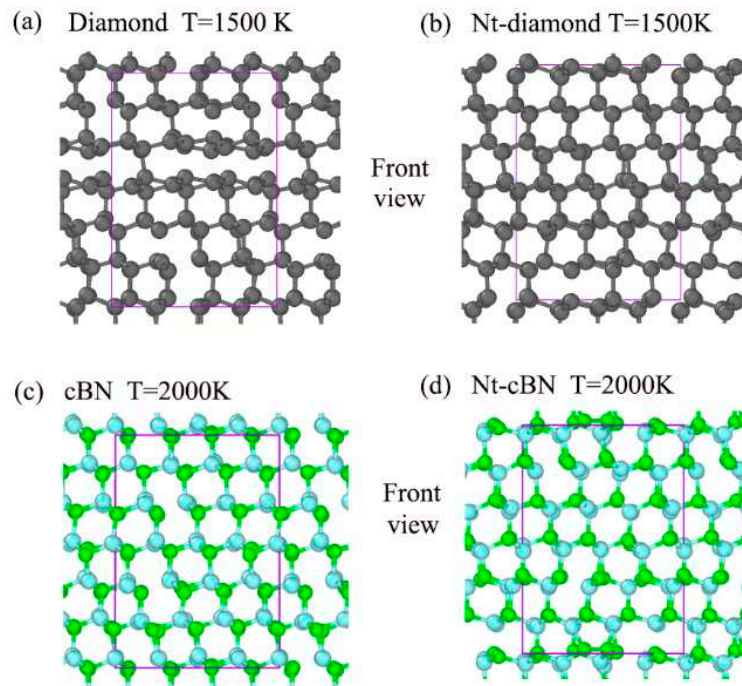 (a) Diamond T=1500 K
(b) Nt-diamond T=1500K
Front
view
(c) cBN T=2000K
(d) Nt-cBN T=2000K
Front
view